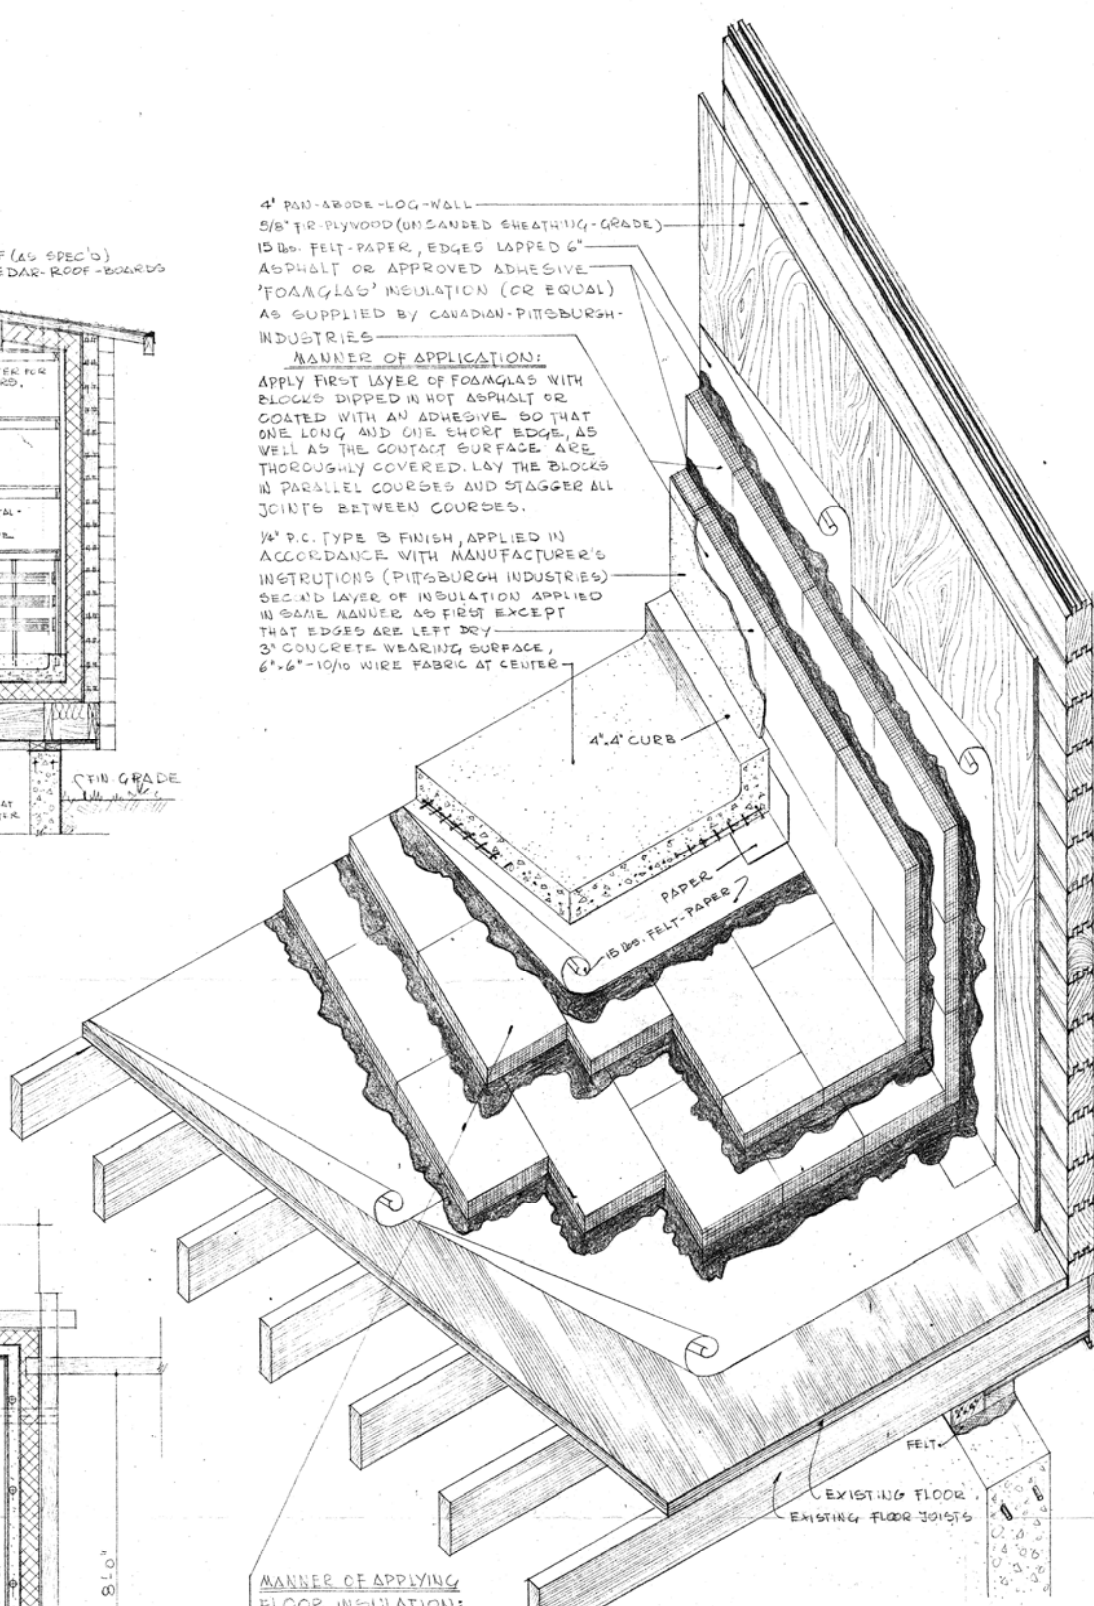 F (AS SPEC'D)
EDAR-ROOF-BOARDS
ER FOR
RS.
FIN. GRADE
AT
4" PAN-ABODE-LOG-WALL
5/8" FIR-PLYWOOD (UNSANDED SHEATHING-GRADE)
15 lbs. FELT-PAPER, EDGES LAPPED 6"
ASPHALT OR APPROVED ADHESIVE
'FOAMGLAS' INSULATION (OR EQUAL)
AS SUPPLIED BY CANADIAN-PITTSBURGH-
INDUSTRIES
MANNER OF APPLICATION:
APPLY FIRST LAYER OF FOAMGLAS WITH
BLOCKS DIPPED IN HOT ASPHALT OR
COATED WITH AN ADHESIVE SO THAT
ONE LONG AND ONE SHORT EDGE, AS
WELL AS THE CONTACT SURFACE ARE
THOROUGHLY COVERED. LAY THE BLOCKS
IN PARALLEL COURSES AND STAGGER ALL
JOINTS BETWEEN COURSES.
1/4" P.C. TYPE B FINISH, APPLIED IN
ACCORDANCE WITH MANUFACTURER'S
INSTRUTIONS (PITTSBURGH INDUSTRIES)
SECOND LAYER OF INSULATION APPLIED
IN SAME MANNER AS FIRST EXCEPT
THAT EDGES ARE LEFT DRY
3" CONCRETE WEARING SURFACE,
6"x6"-10/10 WIRE FABRIC AT CENTER
4"x4" CURB
PAPER
15 lbs. FELT-PAPER
FELT
EXISTING FLOOR
EXISTING FLOOR JOISTS
8'-0"
MANNER OF APPLYING
FLOOR INSULATION: